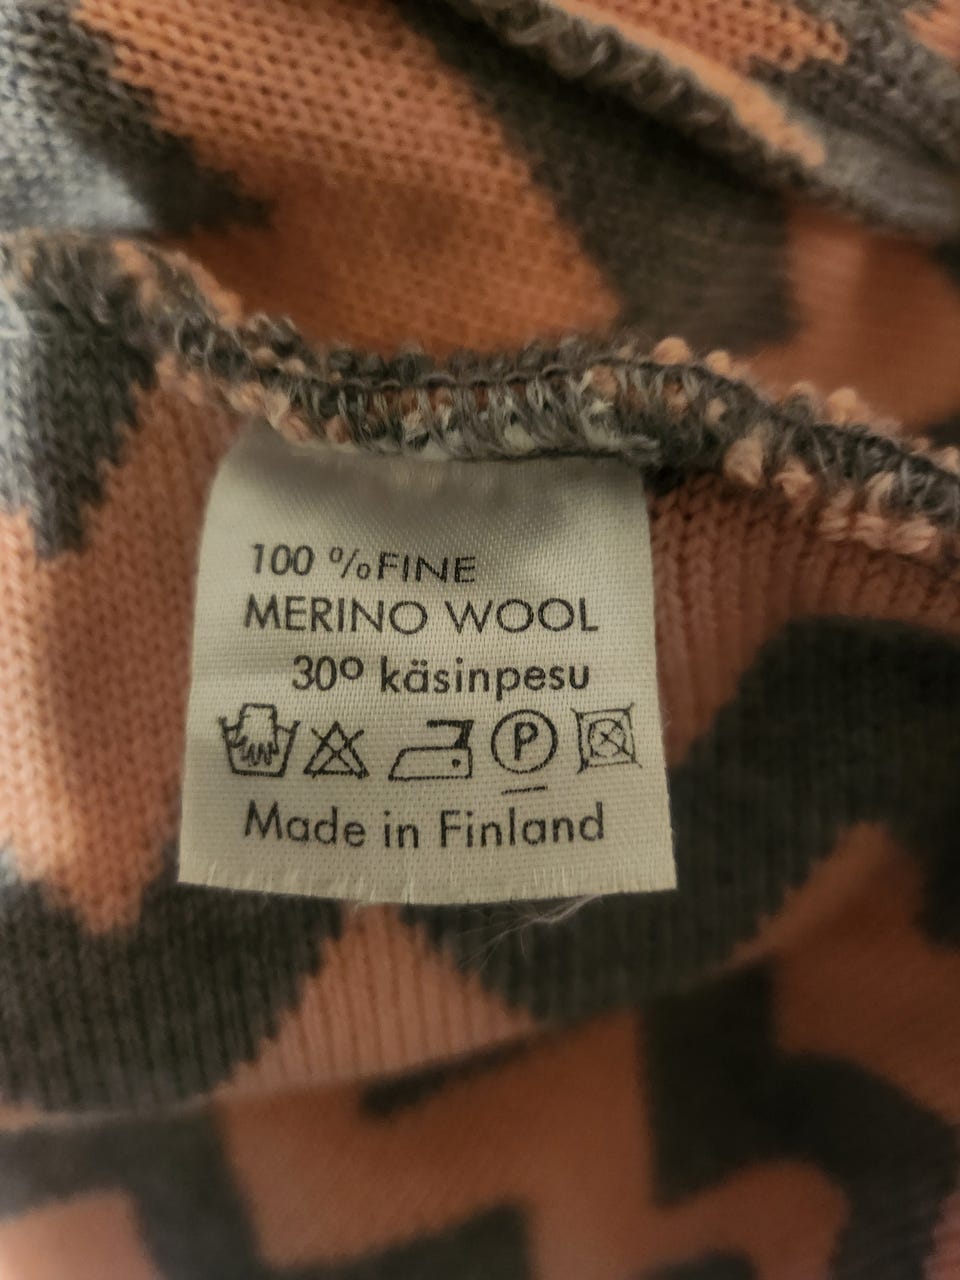 100 % FINE
MERINO WOOL
30º käsinpesu
P
Made in Finland